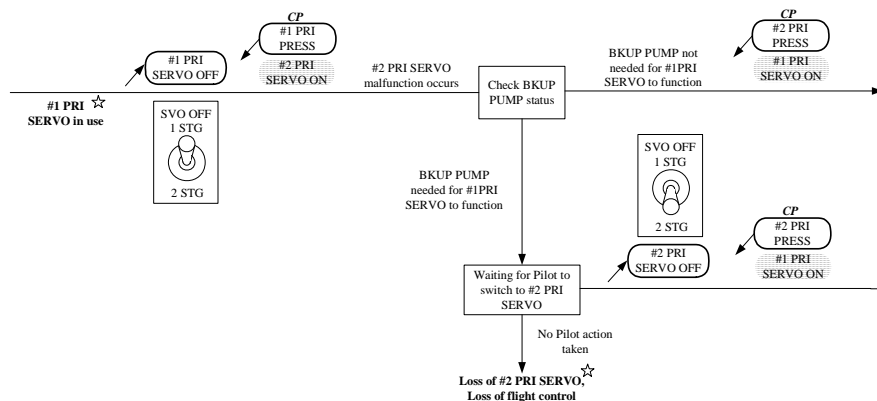 CP
#1 PRI
PRESS
#2 PRI
SERVO ON
#1 PRI
SERVO OFF
#1 PRI
SERVO in use
SVO OFF
1 STG
2 STG
#2 PRI SERVO
malfunction occurs
Check BKUP
PUMP status
BKUP PUMP not
needed for #1PRI
SERVO to function
CP
#2 PRI
PRESS
#1 PRI
SERVO ON
BKUP PUMP
needed for #1PRI
SERVO to function
SVO OFF
1 STG
2 STG
Waiting for Pilot to
switch to #2 PRI
SERVO
#2 PRI
SERVO OFF
CP
#2 PRI
PRESS
#1 PRI
SERVO ON
No Pilot action
taken
Loss of #2 PRI SERVO,
Loss of flight control